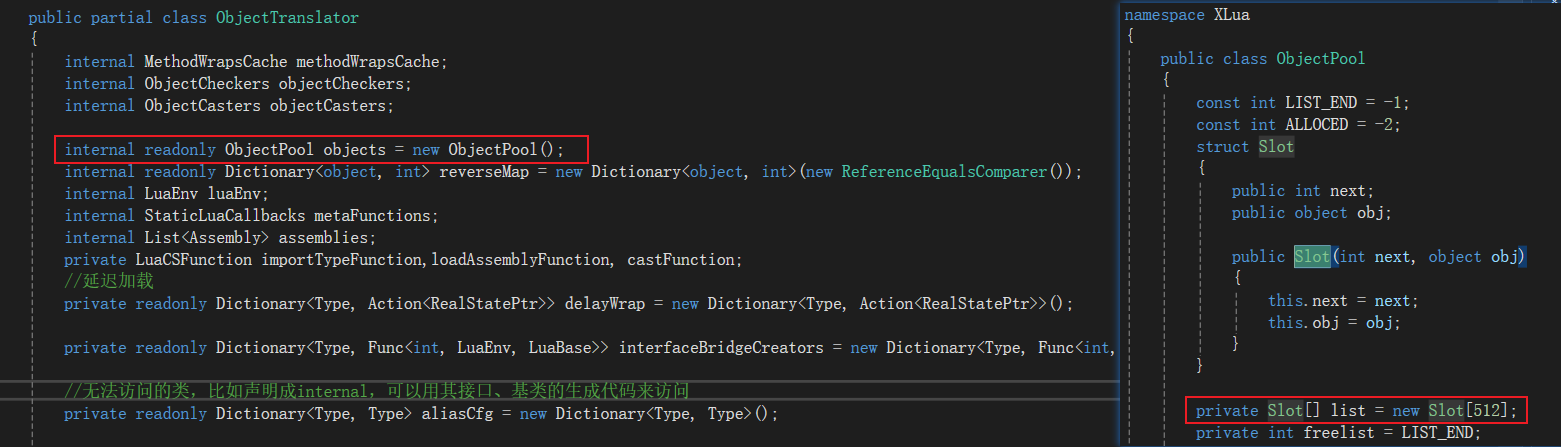 public partial class ObjectTranslator
{
internal MethodWrapsCache methodWrapsCache;
internal ObjectCheckers objectCheckers;
internal ObjectCasters objectCasters;
internal readonly ObjectPool objects = new ObjectPool();
internal readonly Dictionary<object, int> reverseMap = new Dictionary<object, int>(new ReferenceEqualsComparer());
internal LuaEnv luaEnv;
internal StaticLuaCallbacks metaFunctions;
internal List<Assembly> assemblies;
private LuaCSFunction importTypeFunction,loadAssemblyFunction, castFunction;
//延迟加载
private readonly Dictionary<Type, Action<RealStatePtr>> delayWrap = new Dictionary<Type, Action<RealStatePtr>>();
private readonly Dictionary<Type, Func<int, LuaEnv, LuaBase>> interfaceBridgeCreators = new Dictionary<Type, Func<int,
//无法访问的类，比如声明成internal，可以用其接口、基类的生成代码来访问
private readonly Dictionary<Type, Type> aliasCfg = new Dictionary<Type, Type>();
namespace XLua
{
public class ObjectPool
{
const int LIST_END = -1;
const int ALLOCED = -2;
struct Slot
{
public int next;
public object obj;
public Slot(int next, object obj)
{
this.next = next;
this.obj = obj;
}
}
private Slot[] list = new Slot[512];
private int freelist = LIST_END;